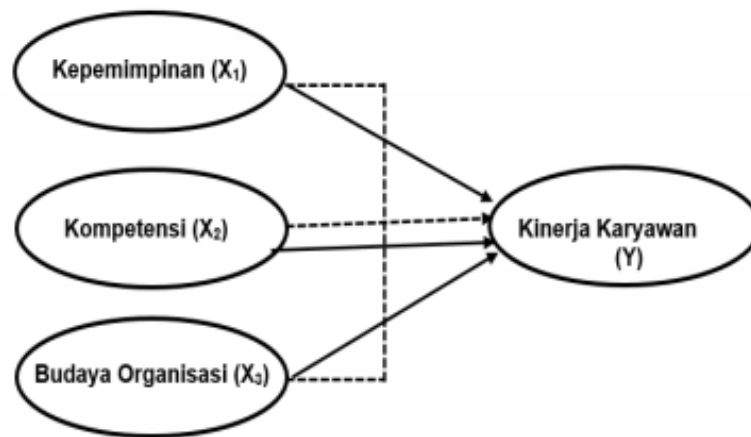 Kepemimpinan (X₁)
Kompetensi (X₂)
Kinerja Karyawan
(Y)
Budaya Organisasi (X₃)